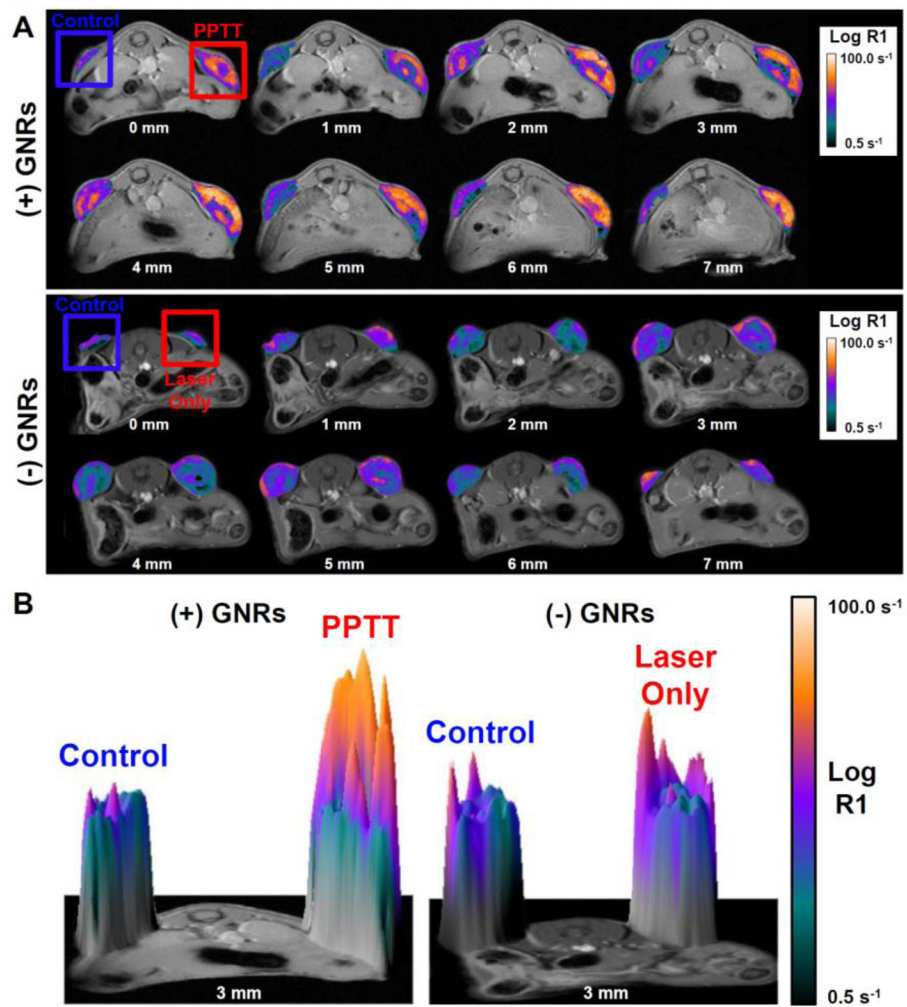 A
Control
PPTT
Log R1
100.0 s-1
0.5 s-1
(+) GNRs
0 mm
1 mm
2 mm
3 mm
4 mm
5 mm
6 mm
7 mm
Control
Laser
Only
Log R1
100.0 s-1
0.5 s-1
(-) GNRs
0 mm
1 mm
2 mm
3 mm
4 mm
5 mm
6 mm
7 mm
B
(+) GNRs
(-) GNRs
PPTT
Control
Laser
Only
Control
100.0 s-1
Log
R1
0.5 s-1
3 mm
3 mm